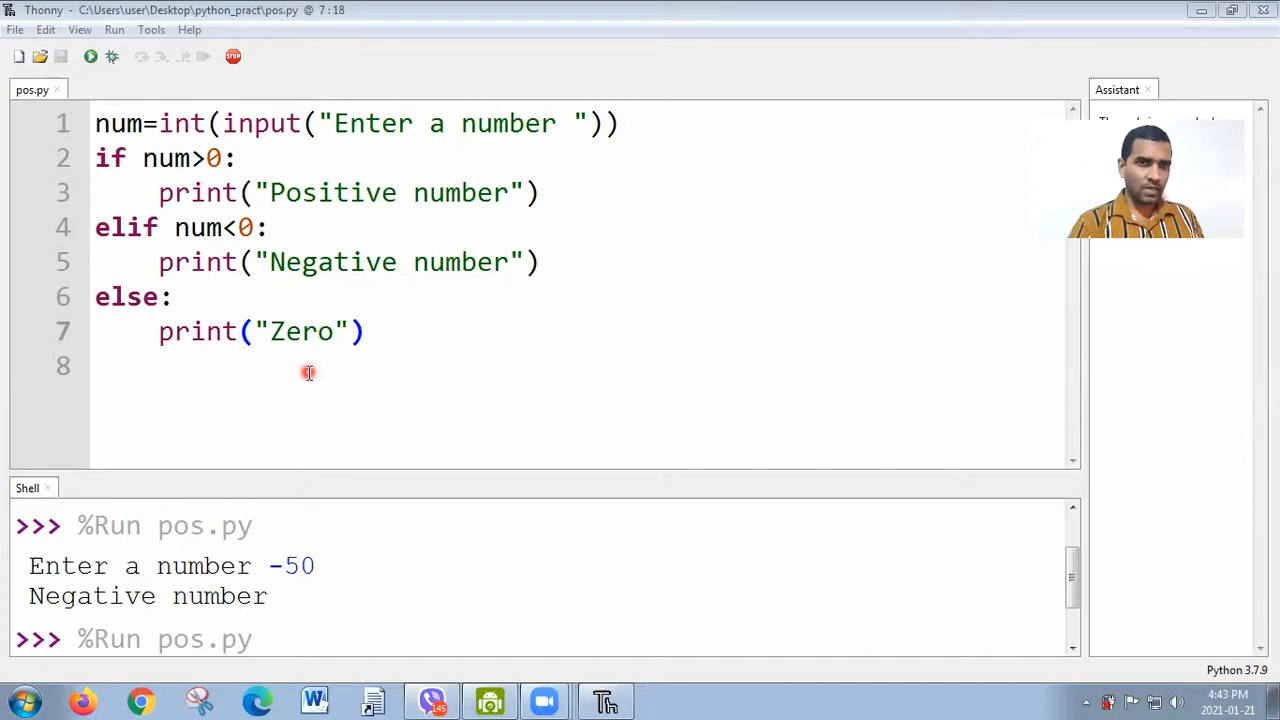 Thonny - C:\Users\user\Desktop\python_pract\pos.py @ 7:18
File Edit View Run Tools Help
STOP
pos.py
Assistant
1 num=int(input("Enter a number "))
2 if num>0:
3 print("Positive number")
4 elif num<0:
5 print("Negative number")
6 else:
7 print("Zero")
8
Shell
>>> %Run pos.py
Enter a number -50
Negative number
>>> %Run pos.py
Python 3.7.9
145
Th
4:43 PM
2021-01-21